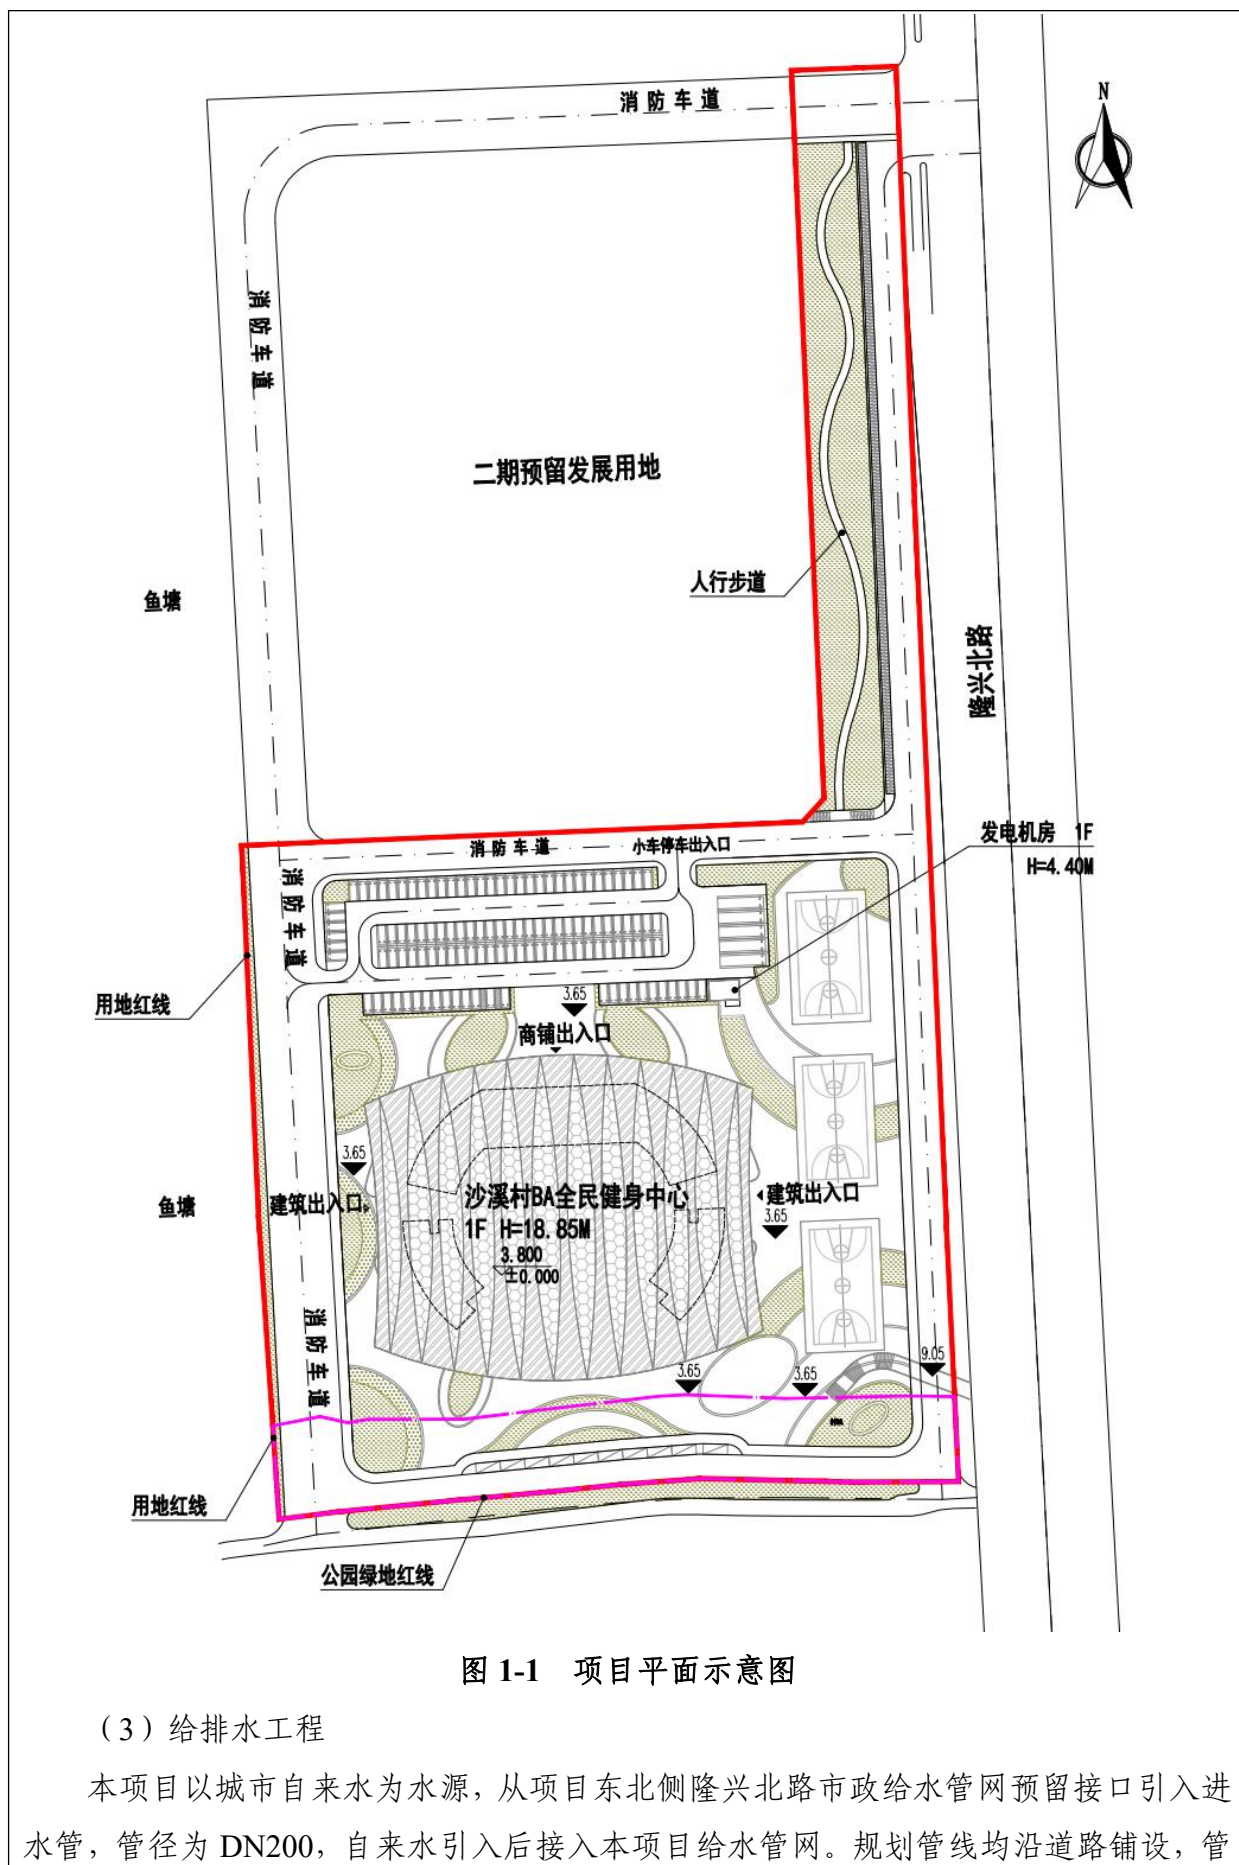 消防车道
N
消防车道
二期预留发展用地
人行步道
鱼塘
隆兴北路
发电机房 1F
H=4.40M
消防车道
小车停车出入口
消防车道
用地红线
3.65
商铺出入口
3.65
鱼塘
建筑出入口
沙溪村BA全民健身中心
1F H=18.85M
3.800
±0.000
建筑出入口
3.65
消防车道
3.65
3.65
9.05
用地红线
公园绿地红线
图 1-1 项目平面示意图
（3）给排水工程
本项目以城市自来水为水源，从项目东北侧隆兴北路市政给水管网预留接口引入进
水管，管径为 DN200，自来水引入后接入本项目给水管网。规划管线均沿道路铺设，管